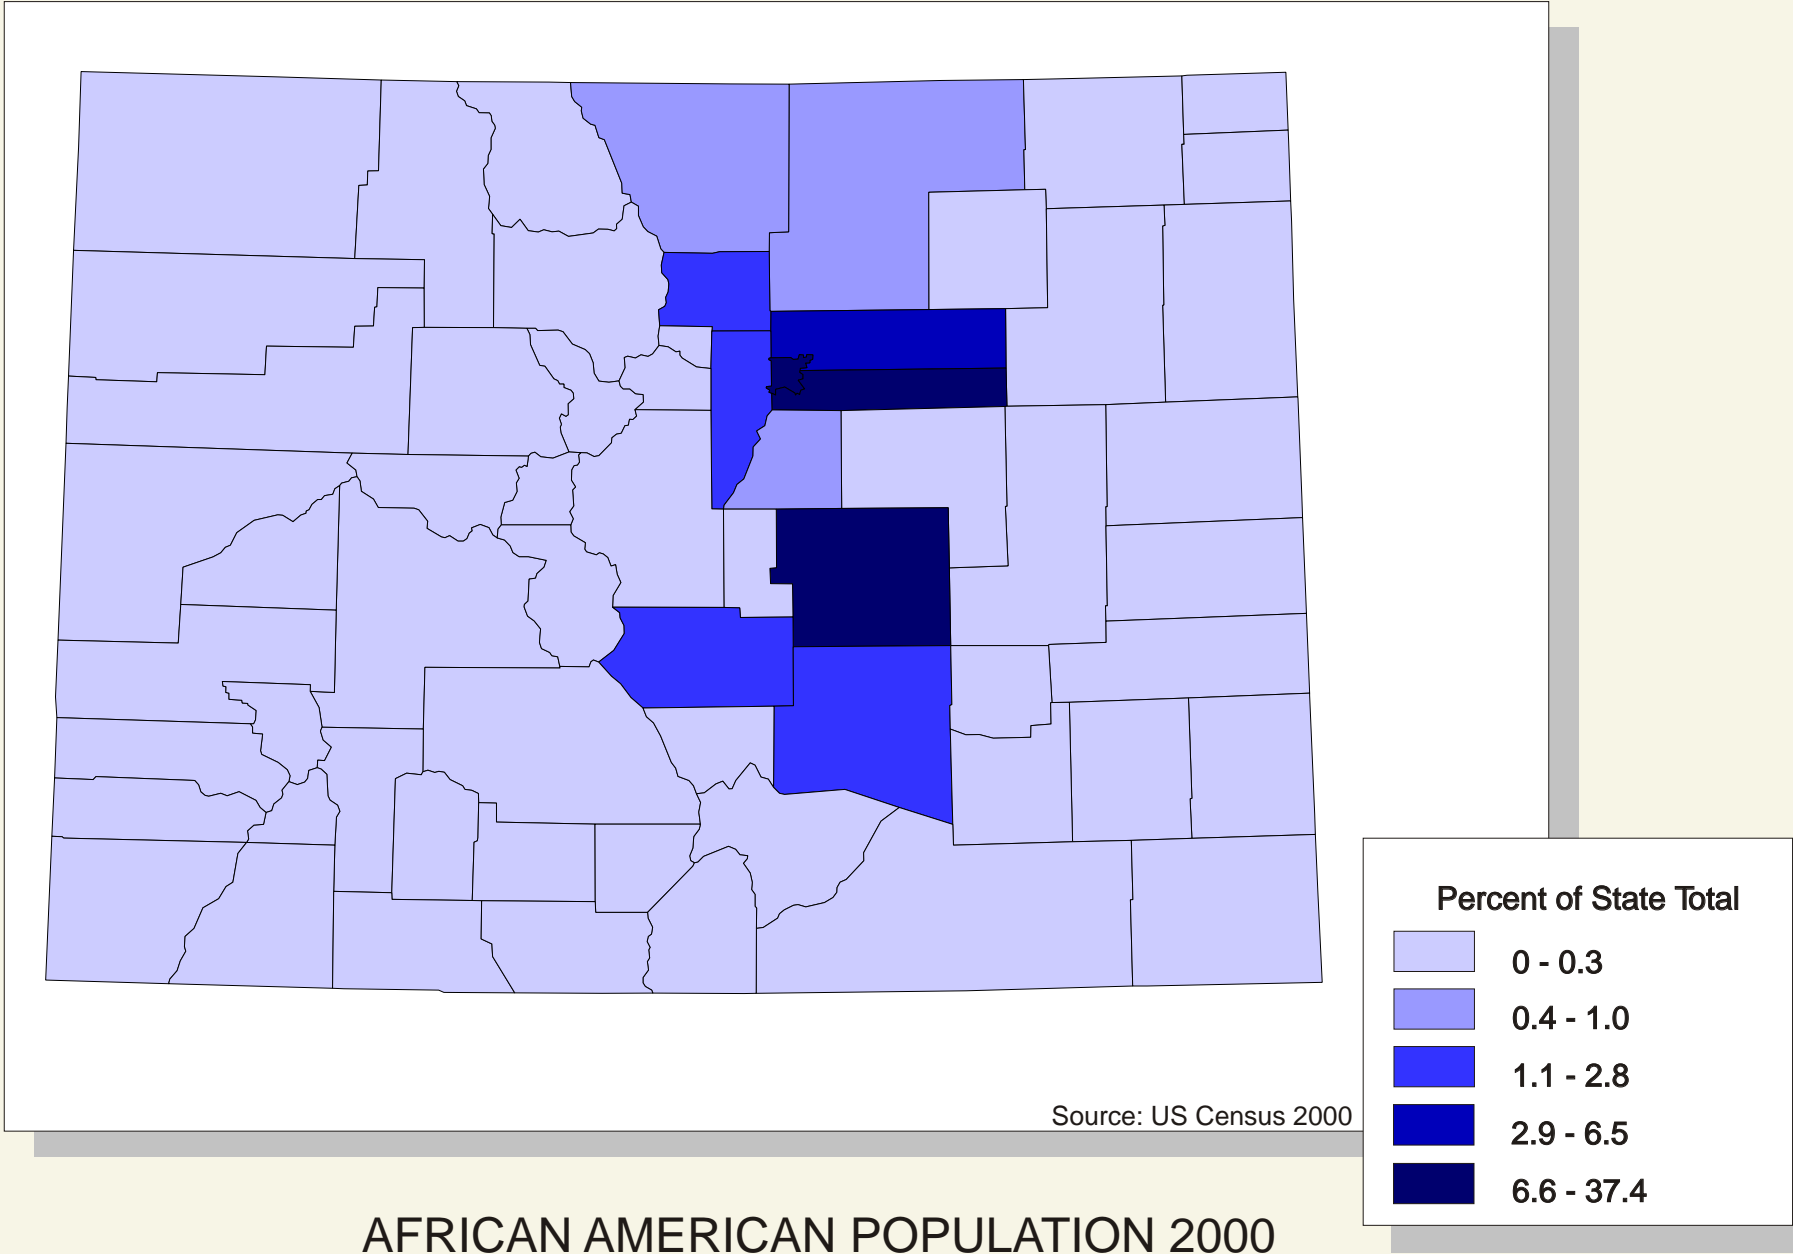 Percent of State Total
0 - 0.3
0.4 - 1.0
1.1 - 2.8
2.9 - 6.5
6.6 - 37.4
Source: US Census 2000
AFRICAN AMERICAN POPULATION 2000